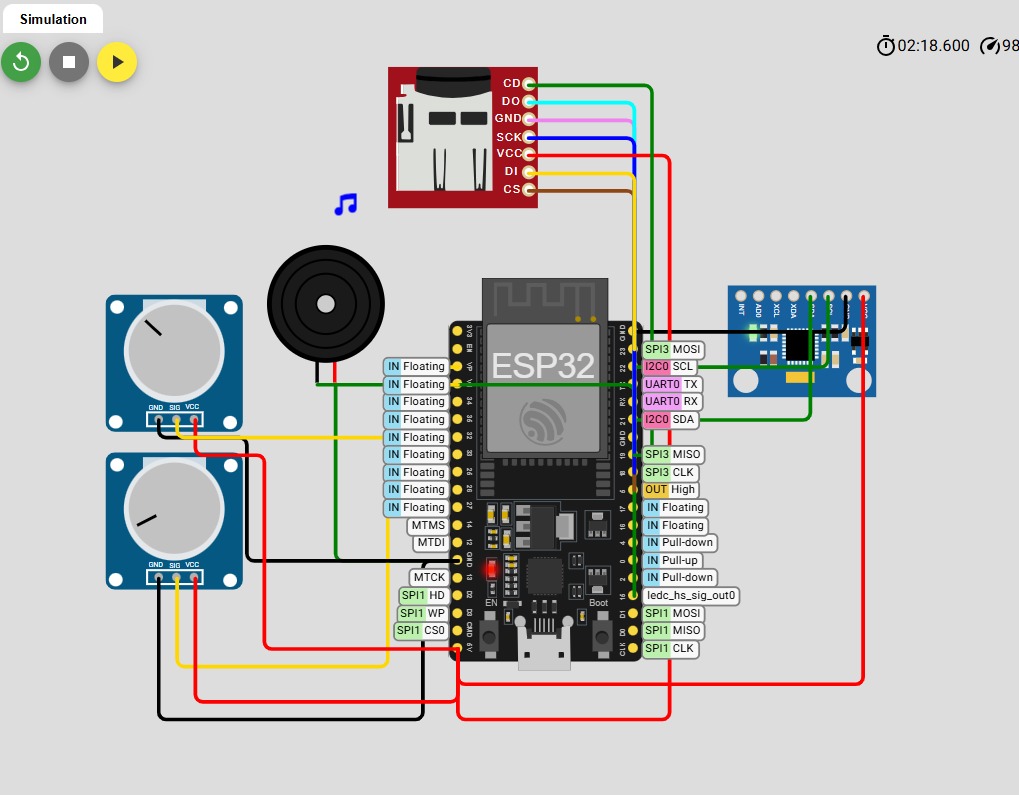 Simulation
02:18.600 98
CD
DO
GND
SCK
VCC
DI
CS
INT
AD0
XCL
XDA
GND SIG VCC
GND SIG VCC
ESP32
3V3
EN
VP
34
35
32
33
25
26
27
14
12
GND
13
D2
D3
CMD
5V
GND
23
22
RX
21
GND
19
18
5
17
16
4
0
2
15
D1
D0
CLK
EN
Boot
IN Floating
IN Floating
IN Floating
IN Floating
IN Floating
IN Floating
IN Floating
IN Floating
IN Floating
MTMS
MTDI
MTCK
SPI1 HD
SPI1 WP
SPI1 CS0
SPI3 MOSI
I2C0 SCL
UART0 TX
UART0 RX
I2C0 SDA
SPI3 MISO
SPI3 CLK
OUT High
IN Floating
IN Floating
IN Pull-down
IN Pull-up
IN Pull-down
ledc_hs_sig_out0
SPI1 MOSI
SPI1 MISO
SPI1 CLK